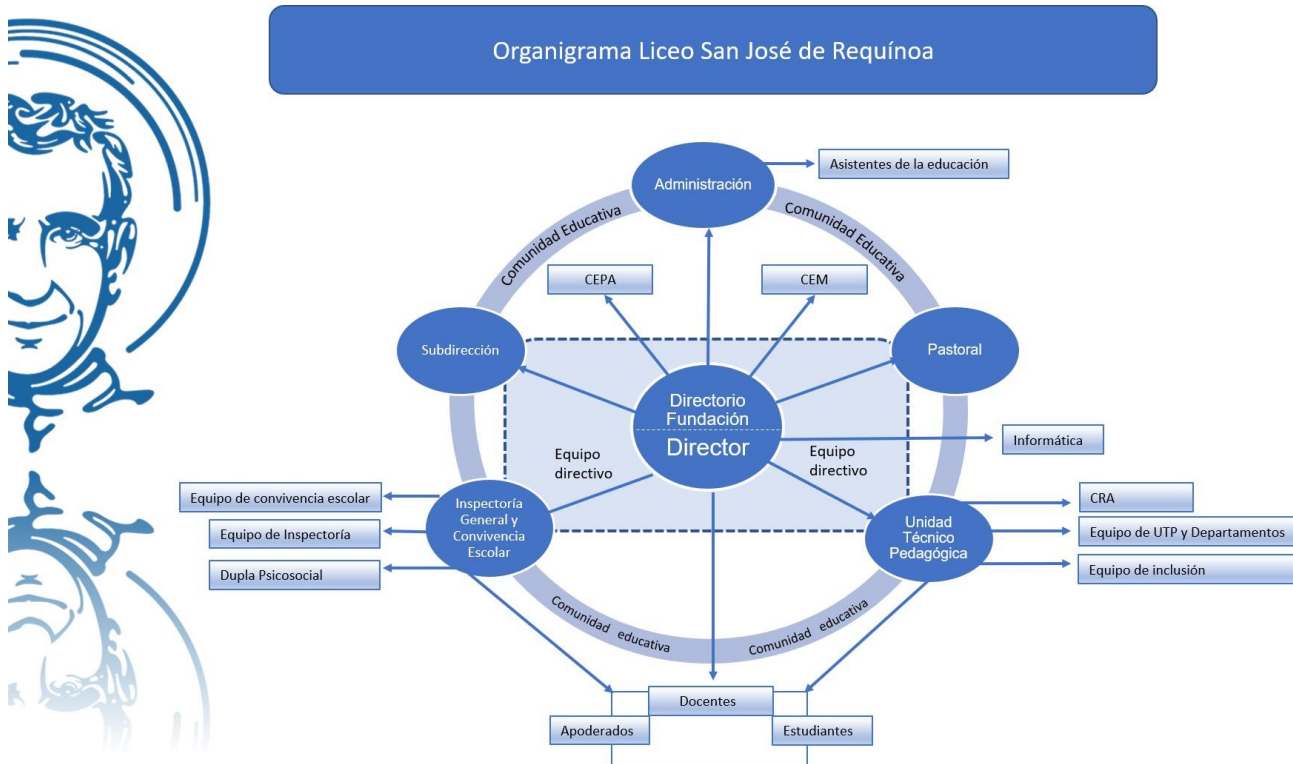 Organigrama Liceo San José de Requínoa
Administración
Asistentes de la educación
Comunidad Educativa
Comunidad Educativa
CEPA
CEM
Subdirección
Pastoral
Directorio
Fundación
Director
Informática
Equipo
directivo
Equipo
directivo
Equipo de convivencia escolar
Equipo de Inspectoría
Dupla Psicosocial
Inspectoría
General y
Convivencia
Escolar
Unidad
Técnico
Pedagógica
CRA
Equipo de UTP y Departamentos
Equipo de inclusión
Comunidad educativa
Comunidad educativa
Docentes
Apoderados
Estudiantes